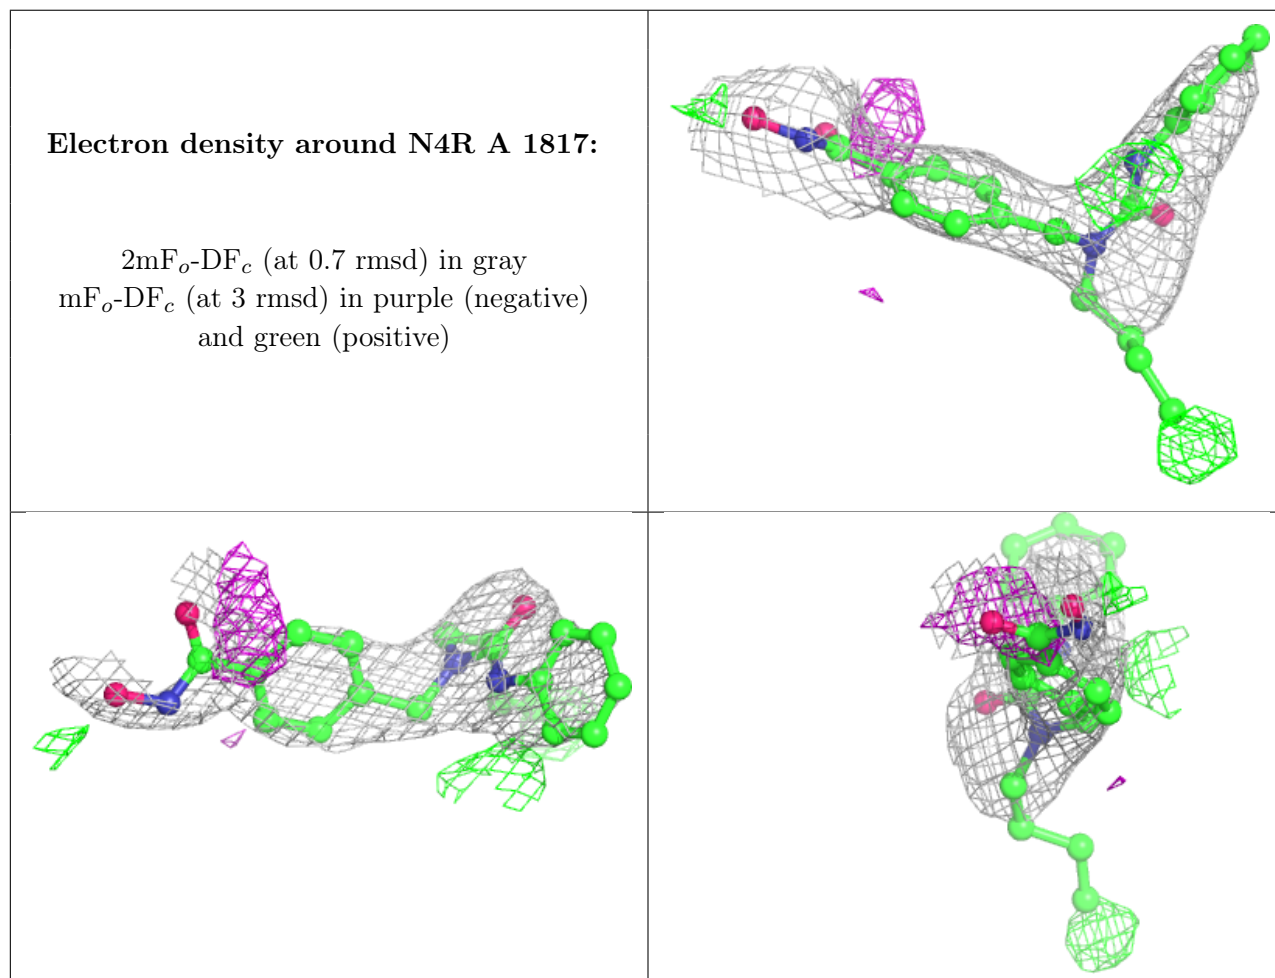 Electron density around N4R A 1817:
2mFo-DFc (at 0.7 rmsd) in gray
mFo-DFc (at 3 rmsd) in purple (negative)
and green (positive)